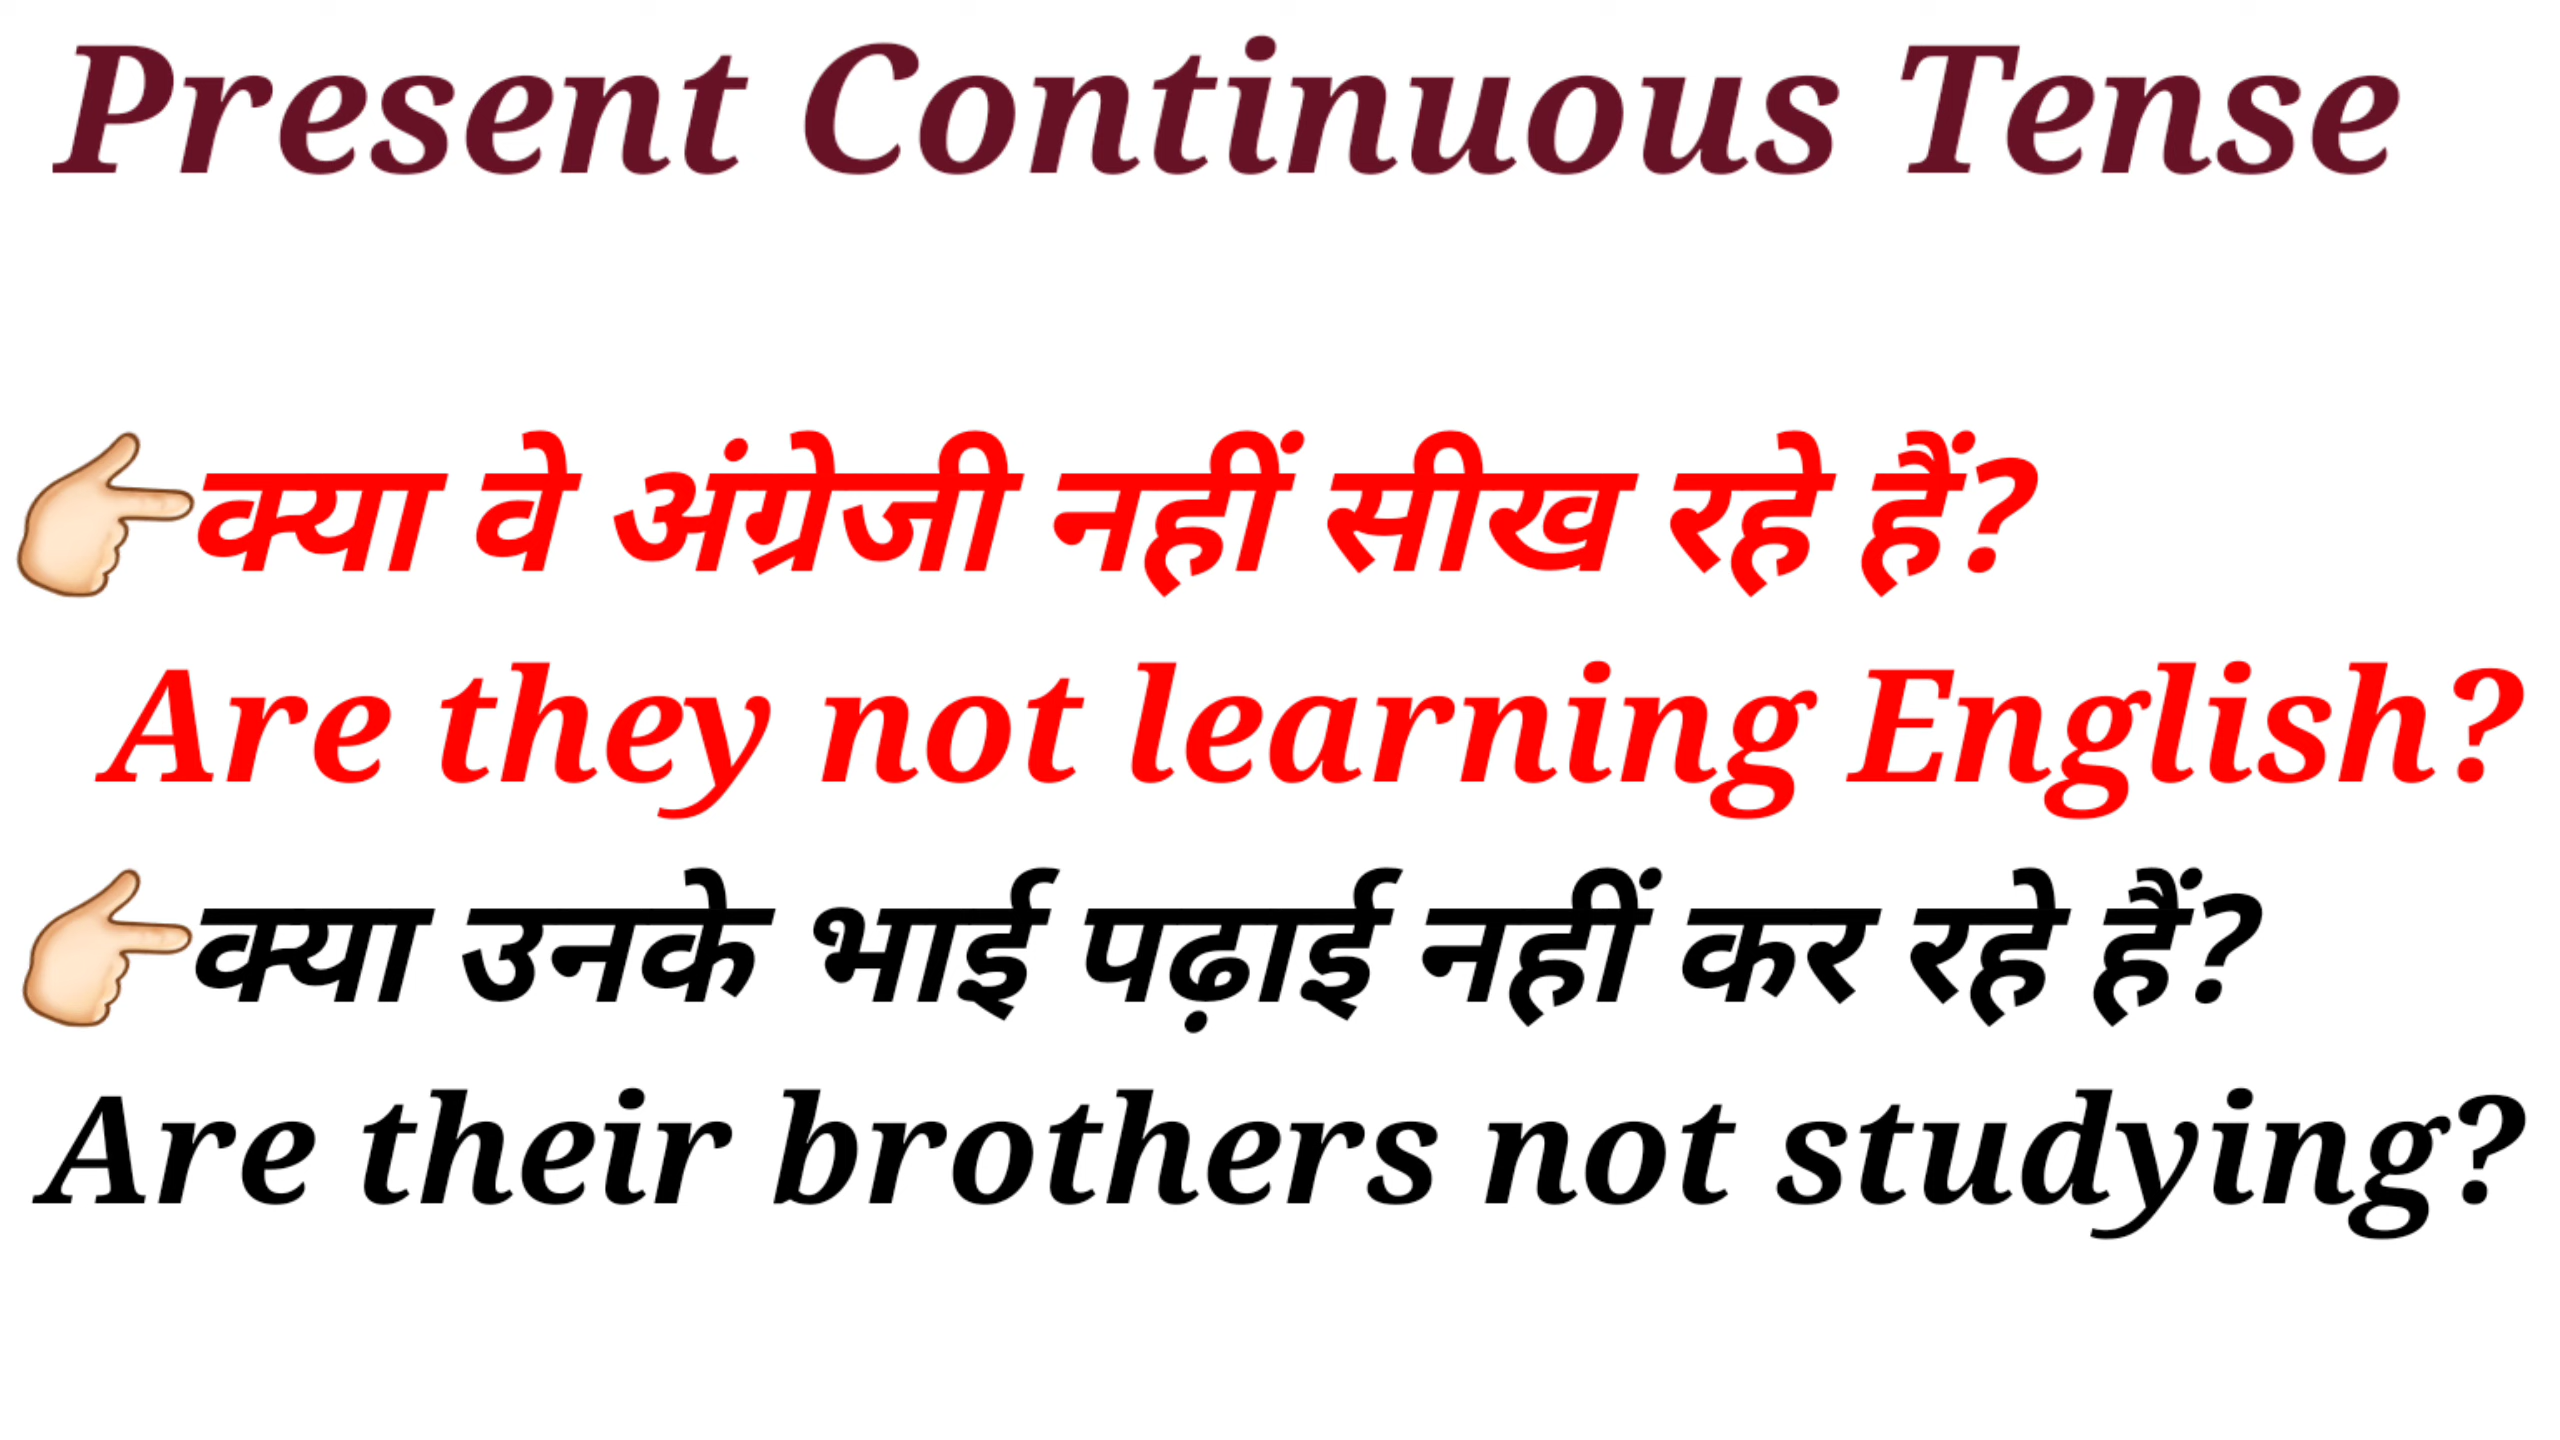 Present Continuous Tense
👉क्या वे अंग्रेजी नहीं सीख रहे हैं?
Are they not learning English?
👉क्या उनके भाई पढ़ाई नहीं कर रहे हैं?
Are their brothers not studying?